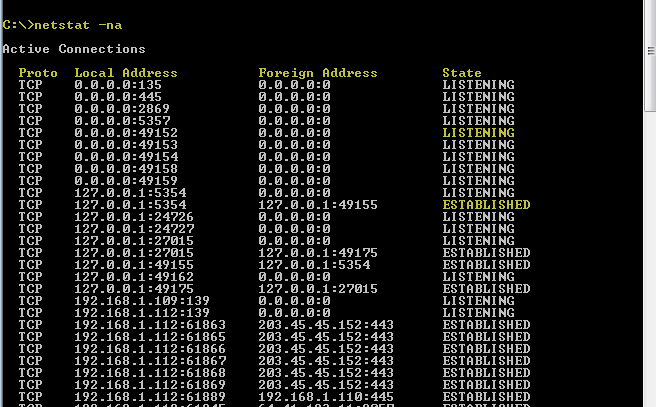 C:\>netstat -na
Active Connections
Proto Local Address Foreign Address State
TCP 0.0.0.0:135 0.0.0.0:0 LISTENING
TCP 0.0.0.0:445 0.0.0.0:0 LISTENING
TCP 0.0.0.0:2869 0.0.0.0:0 LISTENING
TCP 0.0.0.0:5357 0.0.0.0:0 LISTENING
TCP 0.0.0.0:49152 0.0.0.0:0 LISTENING
TCP 0.0.0.0:49153 0.0.0.0:0 LISTENING
TCP 0.0.0.0:49154 0.0.0.0:0 LISTENING
TCP 0.0.0.0:49158 0.0.0.0:0 LISTENING
TCP 0.0.0.0:49159 0.0.0.0:0 LISTENING
TCP 127.0.0.1:5354 0.0.0.0:0 LISTENING
TCP 127.0.0.1:5354 127.0.0.1:49155 ESTABLISHED
TCP 127.0.0.1:24726 0.0.0.0:0 LISTENING
TCP 127.0.0.1:24727 0.0.0.0:0 LISTENING
TCP 127.0.0.1:27015 0.0.0.0:0 LISTENING
TCP 127.0.0.1:27015 127.0.0.1:49175 ESTABLISHED
TCP 127.0.0.1:49155 127.0.0.1:5354 ESTABLISHED
TCP 127.0.0.1:49162 0.0.0.0:0 LISTENING
TCP 127.0.0.1:49175 127.0.0.1:27015 ESTABLISHED
TCP 192.168.1.109:139 0.0.0.0:0 LISTENING
TCP 192.168.1.112:139 0.0.0.0:0 LISTENING
TCP 192.168.1.112:61863 203.45.45.152:443 ESTABLISHED
TCP 192.168.1.112:61865 203.45.45.152:443 ESTABLISHED
TCP 192.168.1.112:61866 203.45.45.152:443 ESTABLISHED
TCP 192.168.1.112:61867 203.45.45.152:443 ESTABLISHED
TCP 192.168.1.112:61868 203.45.45.152:443 ESTABLISHED
TCP 192.168.1.112:61869 203.45.45.152:443 ESTABLISHED
TCP 192.168.1.112:61889 192.168.1.110:445 ESTABLISHED
TCP